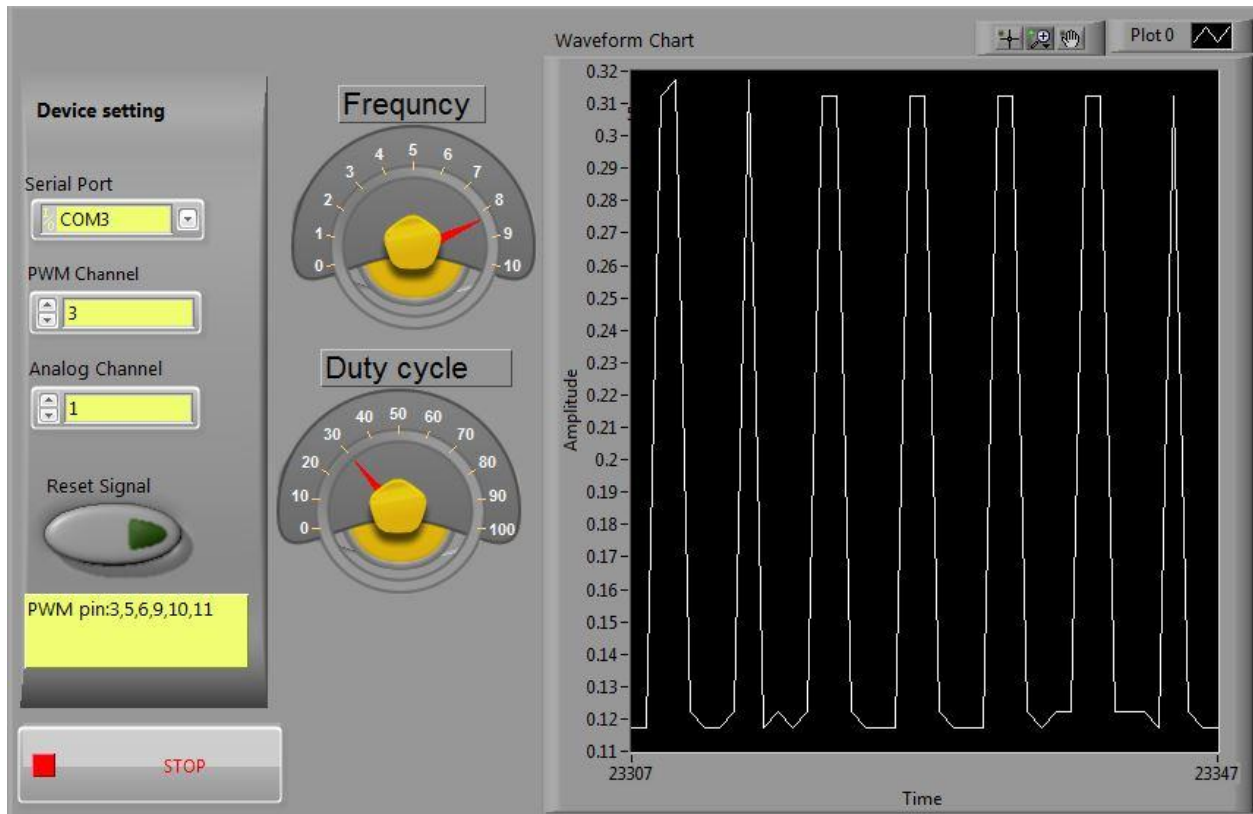 Device setting
Serial Port
I/O COM3
PWM Channel
3
Analog Channel
1
Reset Signal
PWM pin:3,5,6,9,10,11
STOP
Frequncy
0 1 2 3 4 5 6 7 8 9 10
Duty cycle
0 10 20 30 40 50 60 70 80 90 100
Waveform Chart
Plot 0
Amplitude
0.32
0.31
0.3
0.29
0.28
0.27
0.26
0.25
0.24
0.23
0.22
0.21
0.2
0.19
0.18
0.17
0.16
0.15
0.14
0.13
0.12
0.11
23307 23347
Time